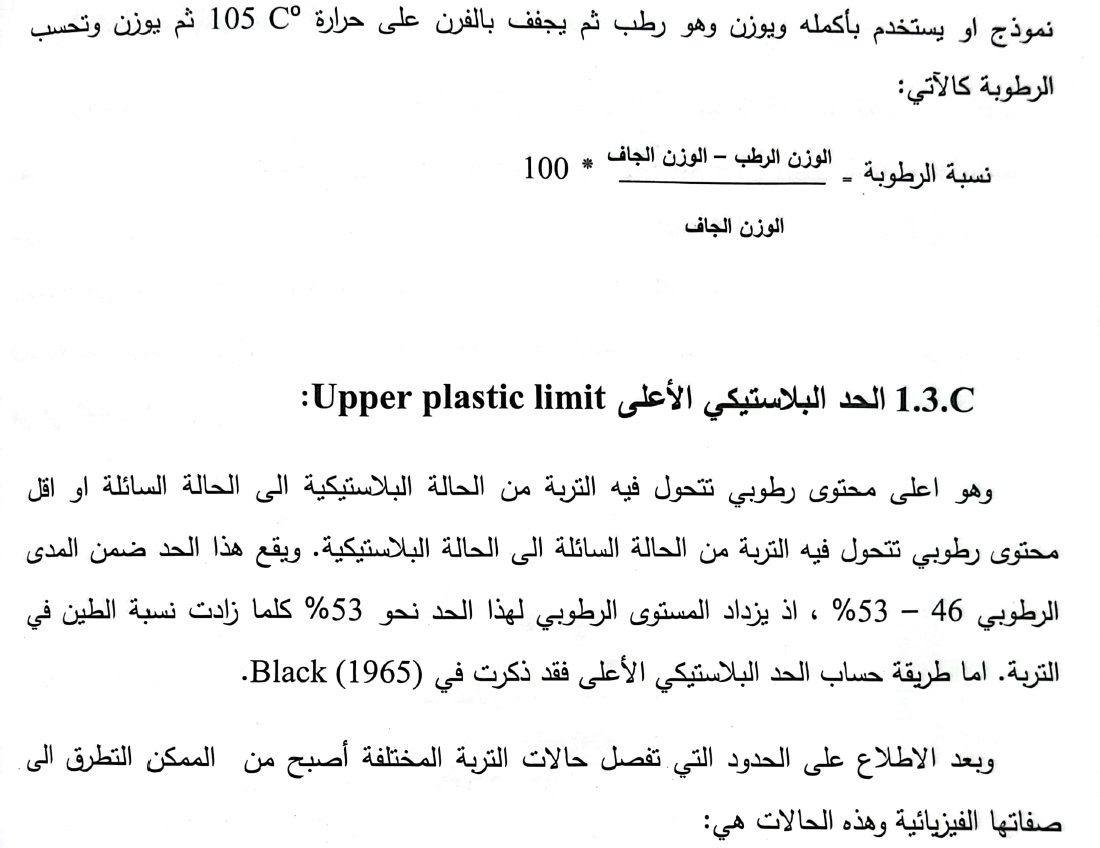 نموذج او يستخدم بأكمله ويوزن وهو رطب ثم يجفف بالفرن على حرارة 105 C° ثم يوزن وتحسب
الرطوبة كالآتي:
نسبة الرطوبة = الوزن الرطب – الوزن الجاف * 100
الوزن الجاف
1.3.C الحد البلاستيكي الأعلى Upper plastic limit:
وهو اعلى محتوى رطوبي تتحول فيه التربة من الحالة البلاستيكية الى الحالة السائلة او اقل
محتوى رطوبي تتحول فيه التربة من الحالة السائلة الى الحالة البلاستيكية. ويقع هذا الحد ضمن المدى
الرطوبي 46 – 53% ، اذ يزداد المستوى الرطوبي لهذا الحد نحو 53% كلما زادت نسبة الطين في
التربة. اما طريقة حساب الحد البلاستيكي الأعلى فقد ذكرت في Black (1965).
وبعد الاطلاع على الحدود التي تفصل حالات التربة المختلفة أصبح من الممكن التطرق الى
صفاتها الفيزيائية وهذه الحالات هي: